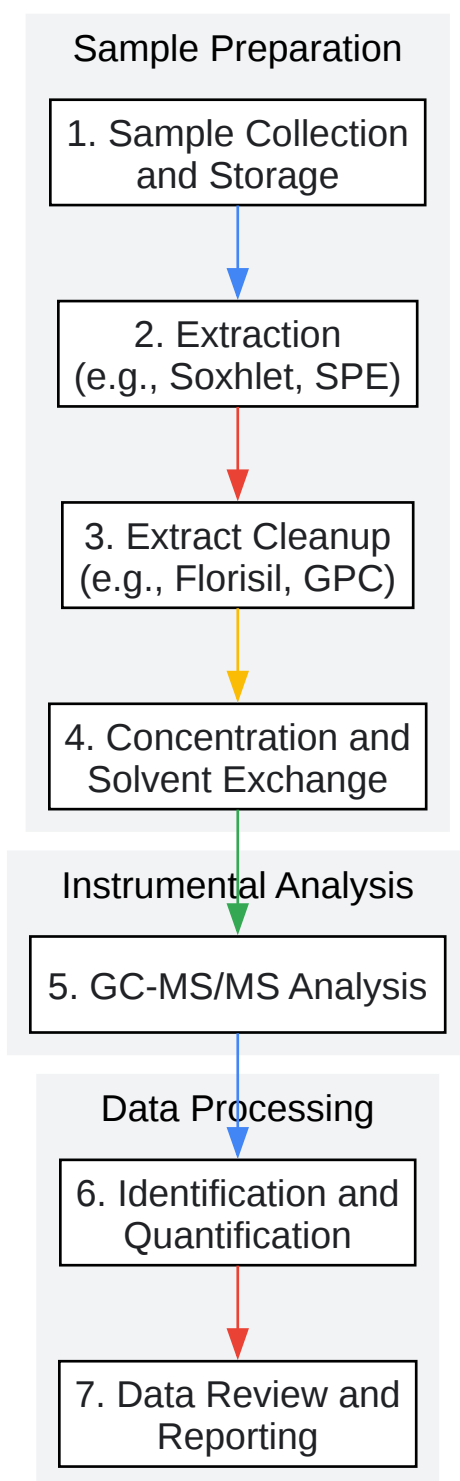 Sample Preparation
1. Sample Collection
and Storage
2. Extraction
(e.g., Soxhlet, SPE)
3. Extract Cleanup
(e.g., Florisil, GPC)
4. Concentration and
Solvent Exchange
Instrumental Analysis
5. GC-MS/MS Analysis
Data Processing
6. Identification and
Quantification
7. Data Review and
Reporting